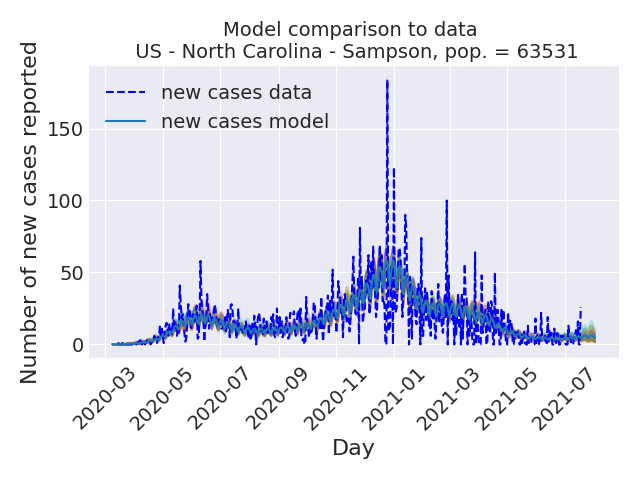 Model comparison to data
US - North Carolina - Sampson, pop. = 63531
Number of new cases reported
150
100
50
0
new cases data
new cases model
2020-03
2020-05
2020-07
2020-09
2020-11
2021-01
2021-03
2021-05
2021-07
Day